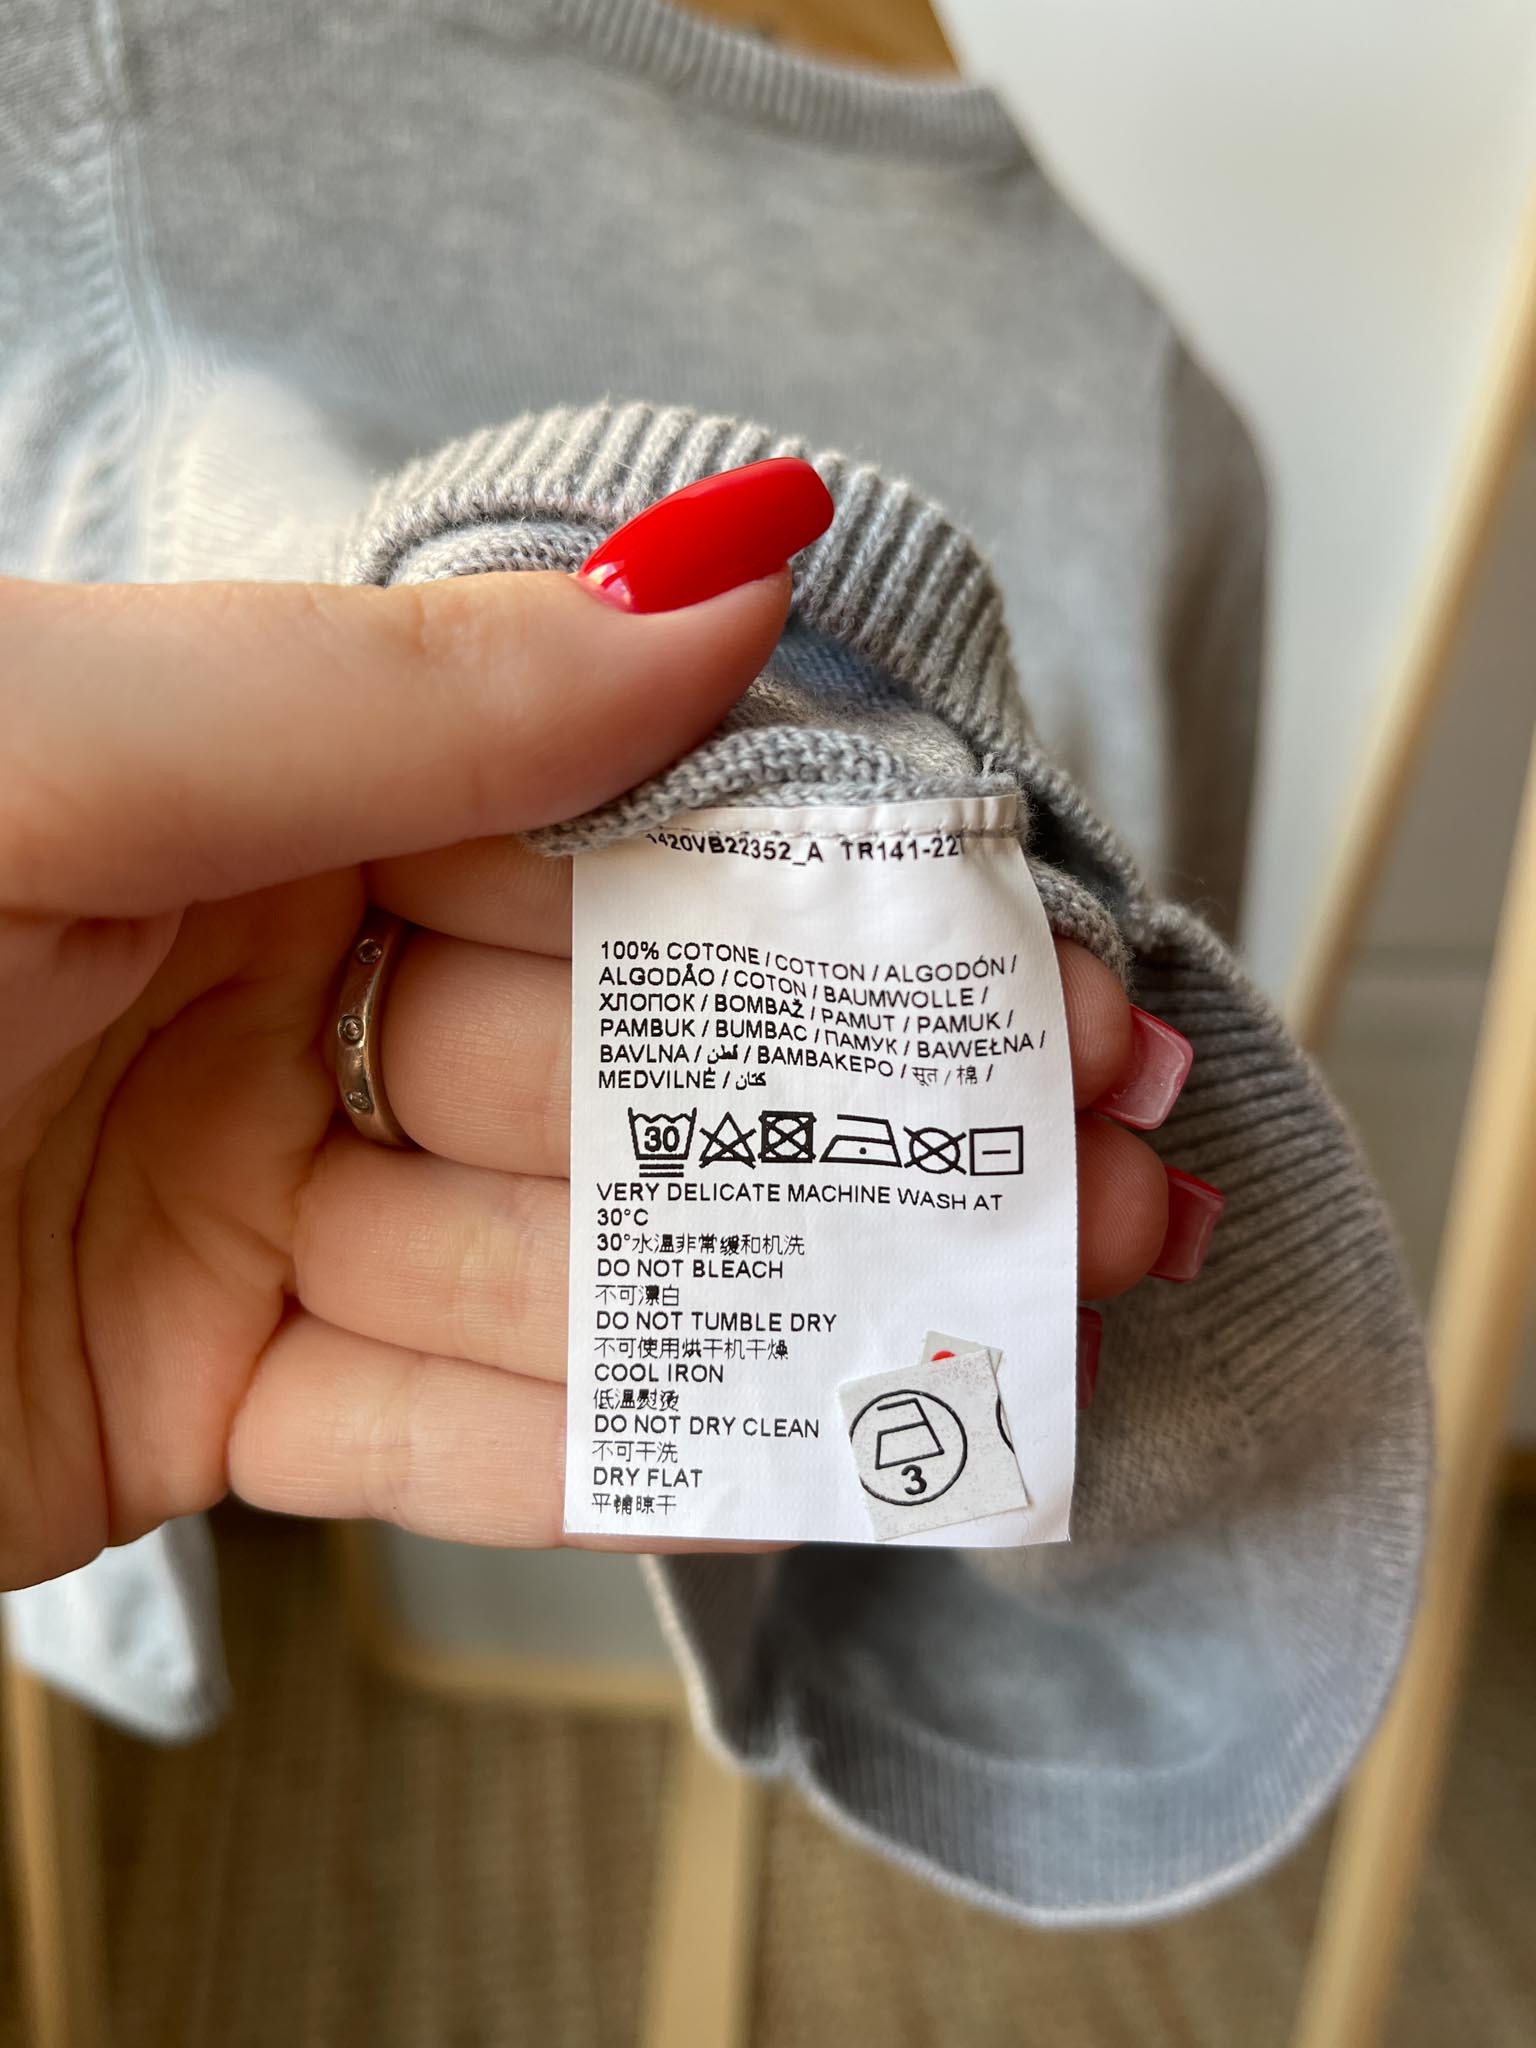 420VB22352_A TR141-22
100% COTONE / COTTON / ALGODÓN /
ALGODÃO / COTON / BAUMWOLLE /
ХЛОПОК / BOMBAŽ / PAMUT / PAMUK /
PAMBUK / BUMBAC / ПАМУК / BAWEŁNA /
BAVLNA / قطن / BAMBAKEPO / सूत / 棉 /
MEDVILNĖ / کتان
30
VERY DELICATE MACHINE WASH AT
30°C
30°水温非常缓和机洗
DO NOT BLEACH
不可漂白
DO NOT TUMBLE DRY
不可使用烘干机干燥
COOL IRON
低温熨烫
DO NOT DRY CLEAN
不可干洗
DRY FLAT
平铺晾干
3